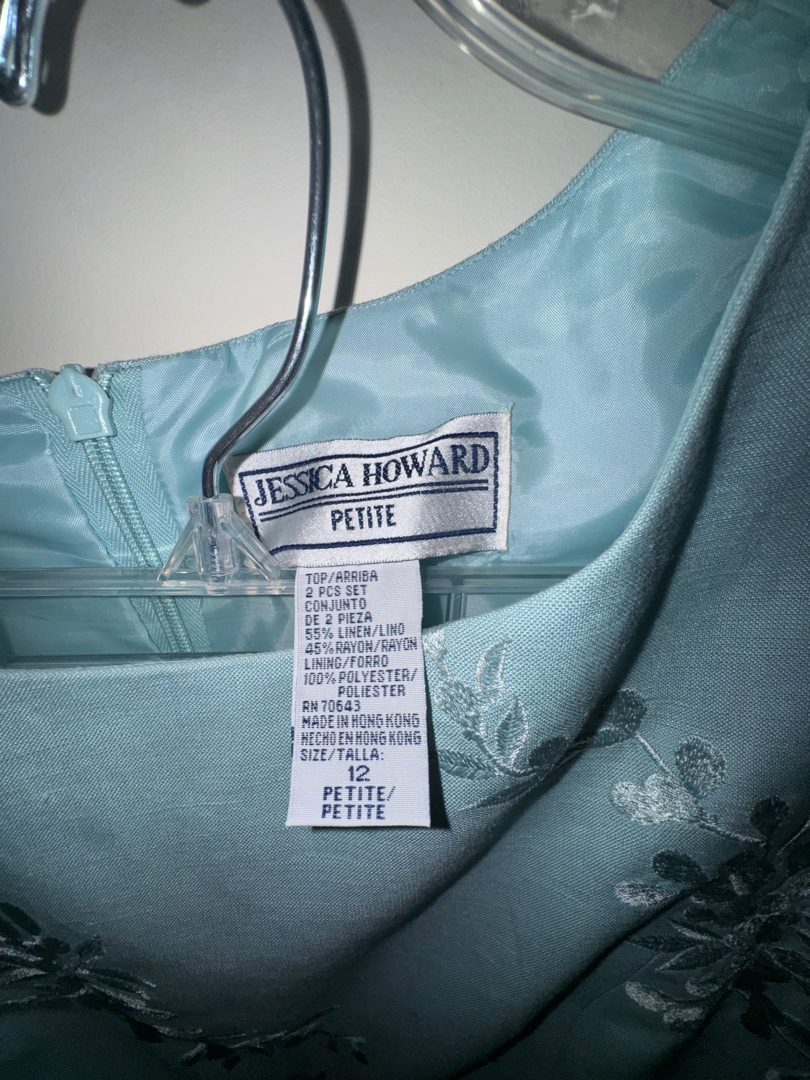 JESSICA HOWARD
PETITE
TOP/ARRIBA
2 PCS SET
CONJUNTO
DE 2 PIEZA
55% LINEN/LINO
45% RAYON/RAYON
LINING/FORRO
100% POLYESTER/
POLIESTER
RN 70643
MADE IN HONG KONG
HECHO EN HONG KONG
SIZE/TALLA:
12
PETITE/
PETITE